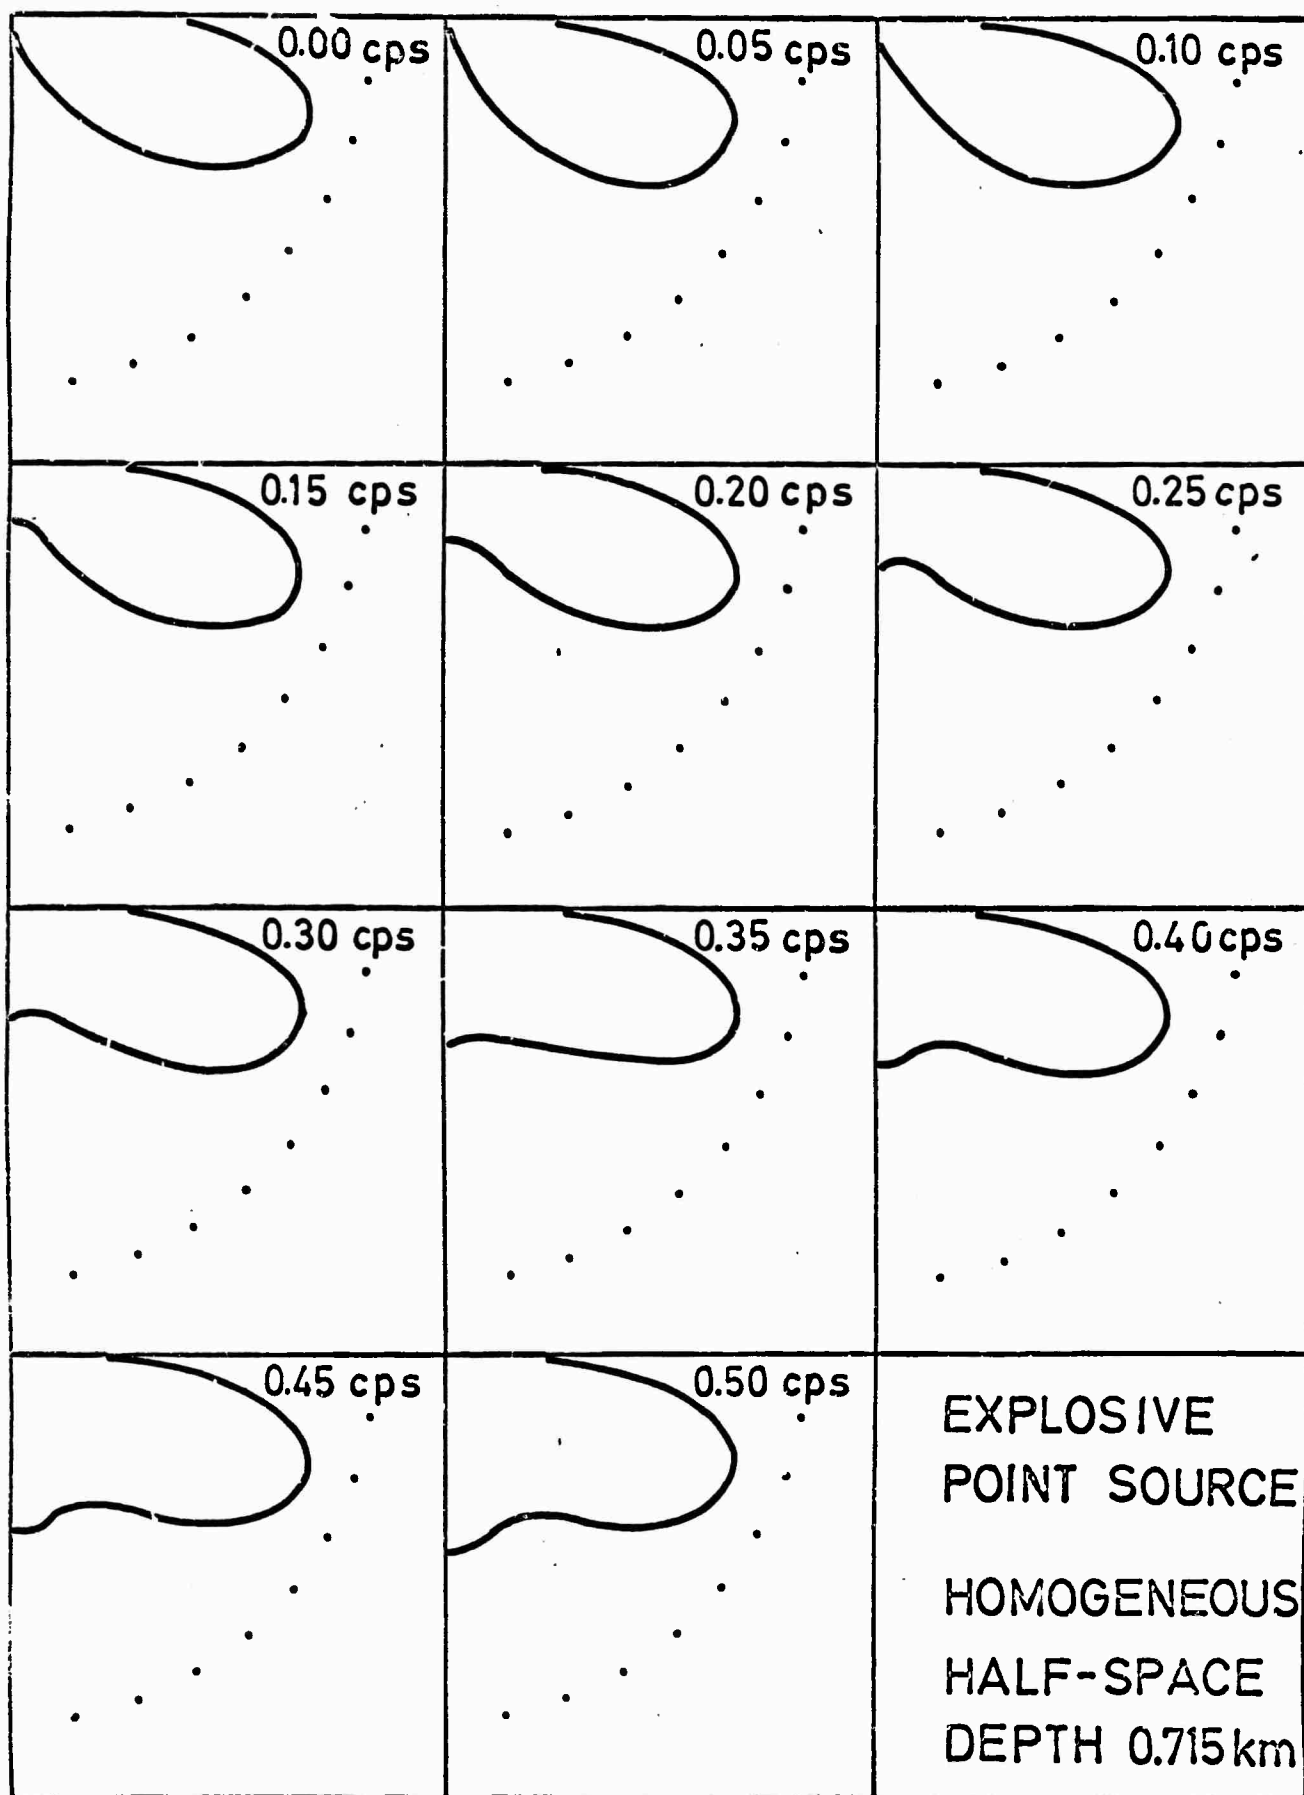 0.00 cps
0.05 cps
0.10 cps
0.15 cps
0.20 cps
0.25 cps
0.30 cps
0.35 cps
0.40 cps
0.45 cps
0.50 cps
EXPLOSIVE
POINT SOURCE
HOMOGENEOUS
HALF-SPACE
DEPTH 0.715 km